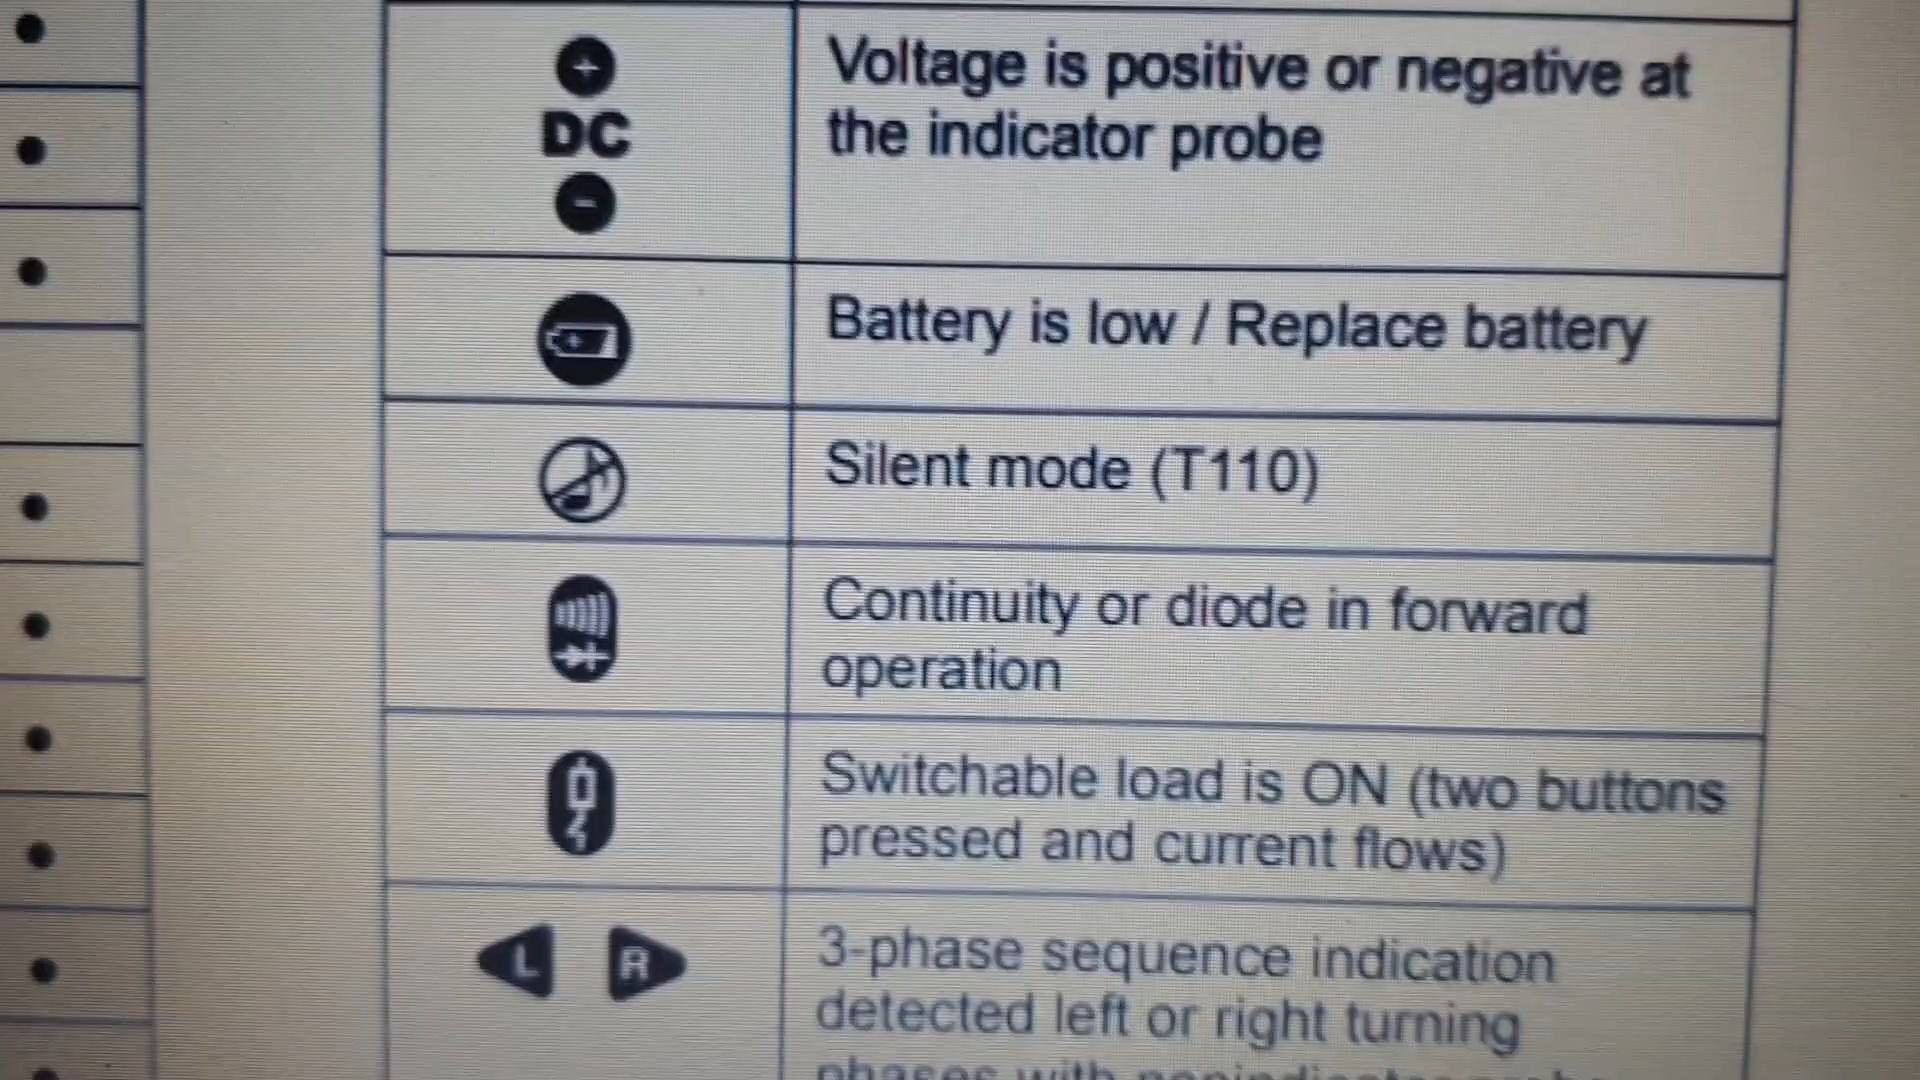 +
DC
-
Voltage is positive or negative at
the indicator probe
Battery is low / Replace battery
Silent mode (T110)
Continuity or diode in forward
operation
Switchable load is ON (two buttons
pressed and current flows)
L R
3-phase sequence indication
detected left or right turning
phases with